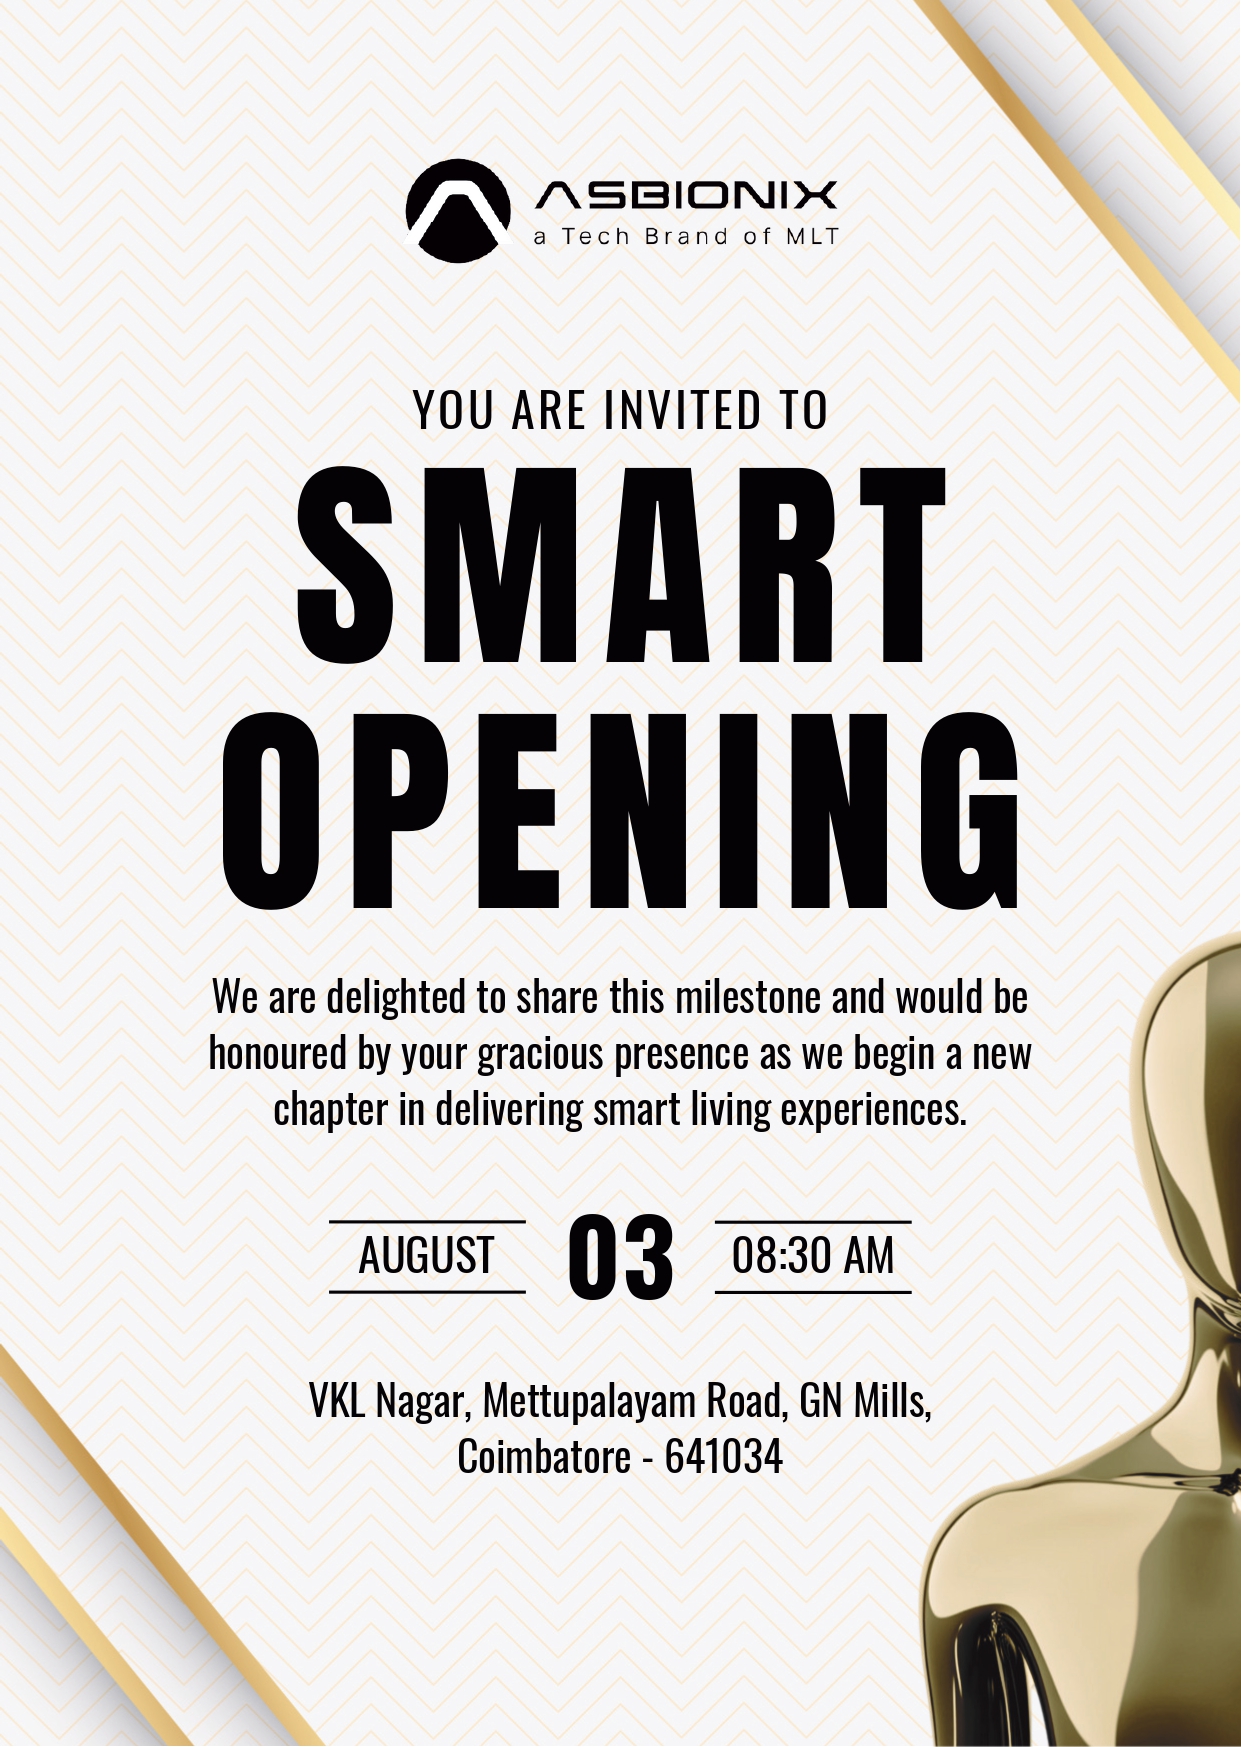 ASBIONIX
a Tech Brand of MLT
YOU ARE INVITED TO
SMART
OPENING
We are delighted to share this milestone and would be
honoured by your gracious presence as we begin a new
chapter in delivering smart living experiences.
AUGUST 03 08:30 AM
VKL Nagar, Mettupalayam Road, GN Mills,
Coimbatore - 641034